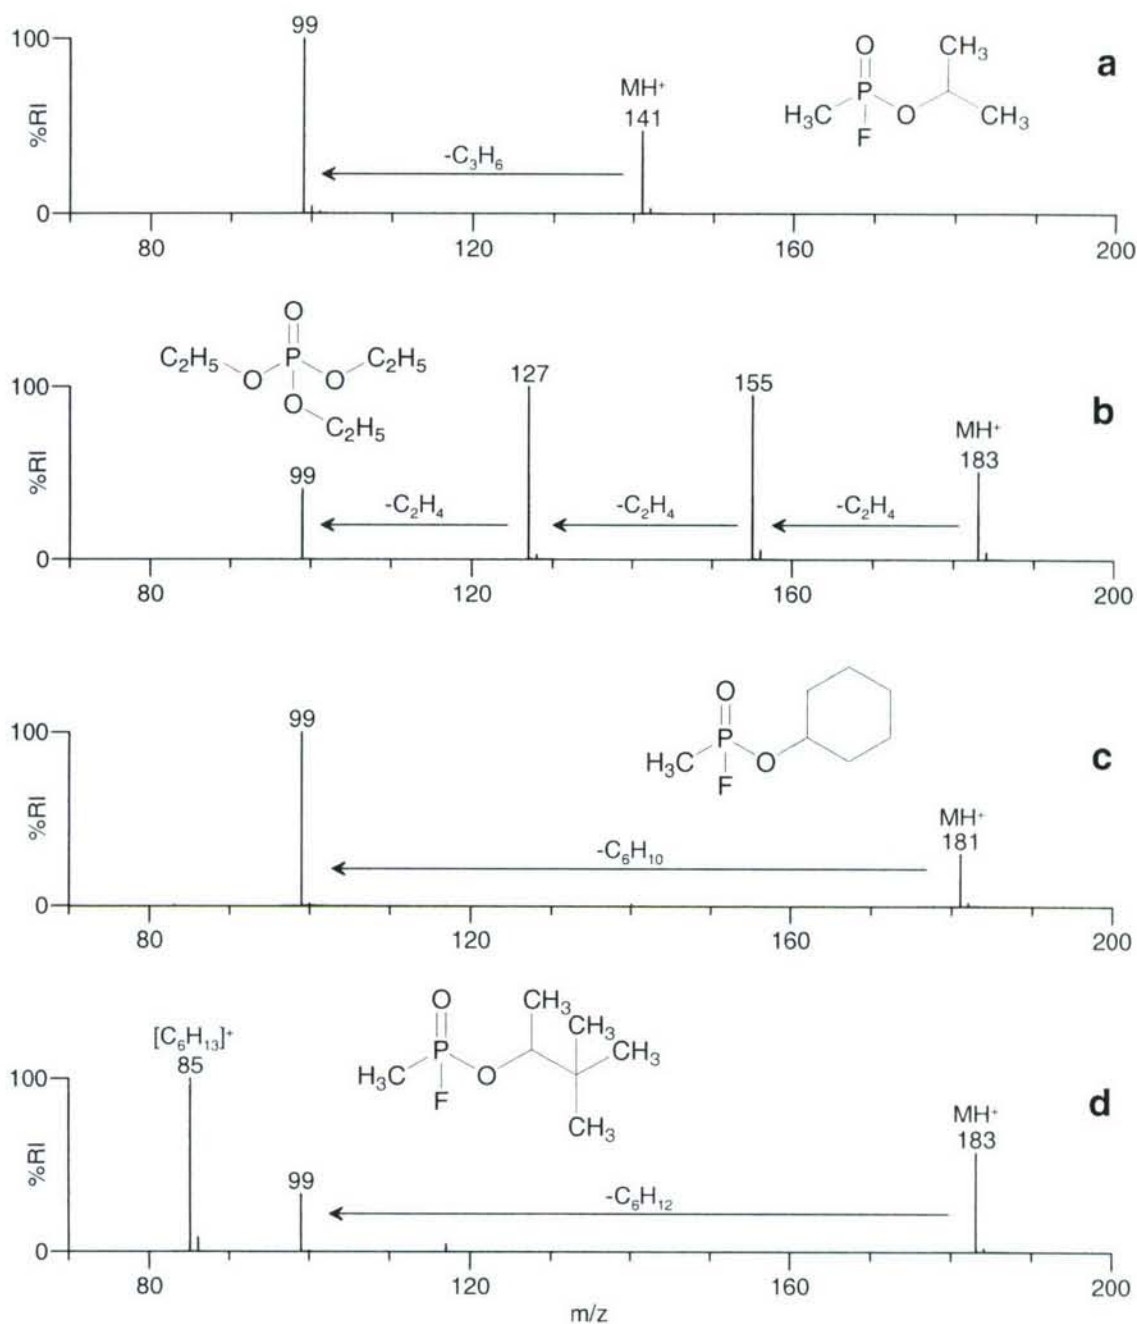 99
100
O
CH₃
a
MH⁺
141
P
%RI
H₃C
O
CH₃
F
-C₃H₆
0
80
120
160
200
O
C₂H₅
P
C₂H₅
b
O
O
127
155
100
O
C₂H₅
MH⁺
183
%RI
99
-C₂H₄
-C₂H₄
-C₂H₄
0
80
120
160
200
O
99
100
P
c
H₃C
O
F
MH⁺
181
%RI
-C₆H₁₀
0
80
120
160
200
O
CH₃
[C₆H₁₃]⁺
CH₃
85
P
CH₃
100
H₃C
O
d
F
CH₃
MH⁺
183
%RI
99
-C₆H₁₂
0
80
120
160
200
m/z